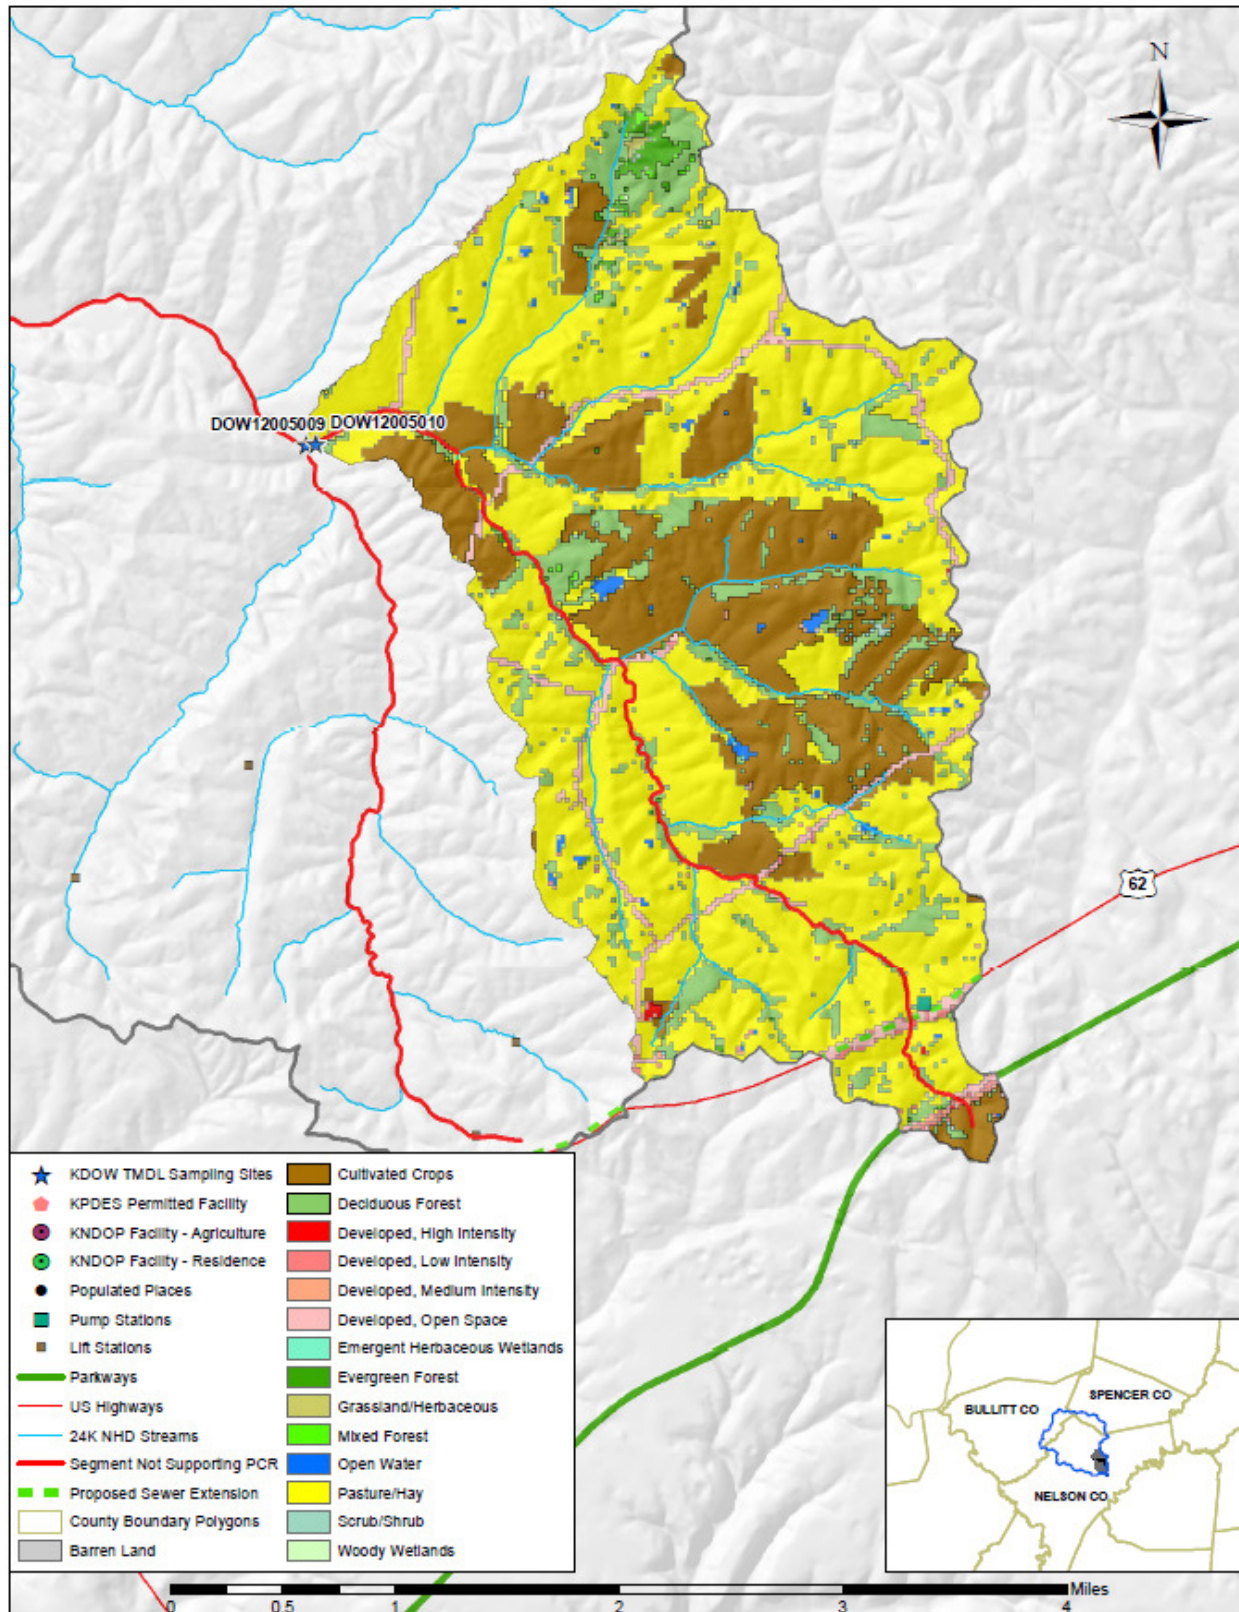 N
DOW12005009
DOW12005010
62
KDOW TMDL Sampling Sites
KPDES Permitted Facility
KNDOP Facility - Agriculture
KNDOP Facility - Residence
Populated Places
Pump Stations
Lift Stations
Parkways
US Highways
24K NHD Streams
Segment Not Supporting PCR
Proposed Sewer Extension
County Boundary Polygons
Barren Land
Cultivated Crops
Deciduous Forest
Developed, High Intensity
Developed, Low Intensity
Developed, Medium Intensity
Developed, Open Space
Emergent Herbaceous Wetlands
Evergreen Forest
Grassland/Herbaceous
Mixed Forest
Open Water
Pasture/Hay
Scrub/Shrub
Woody Wetlands
SPENCER CO
BULLITT CO
NELSON CO
Miles
0 0.5 1 2 3 4